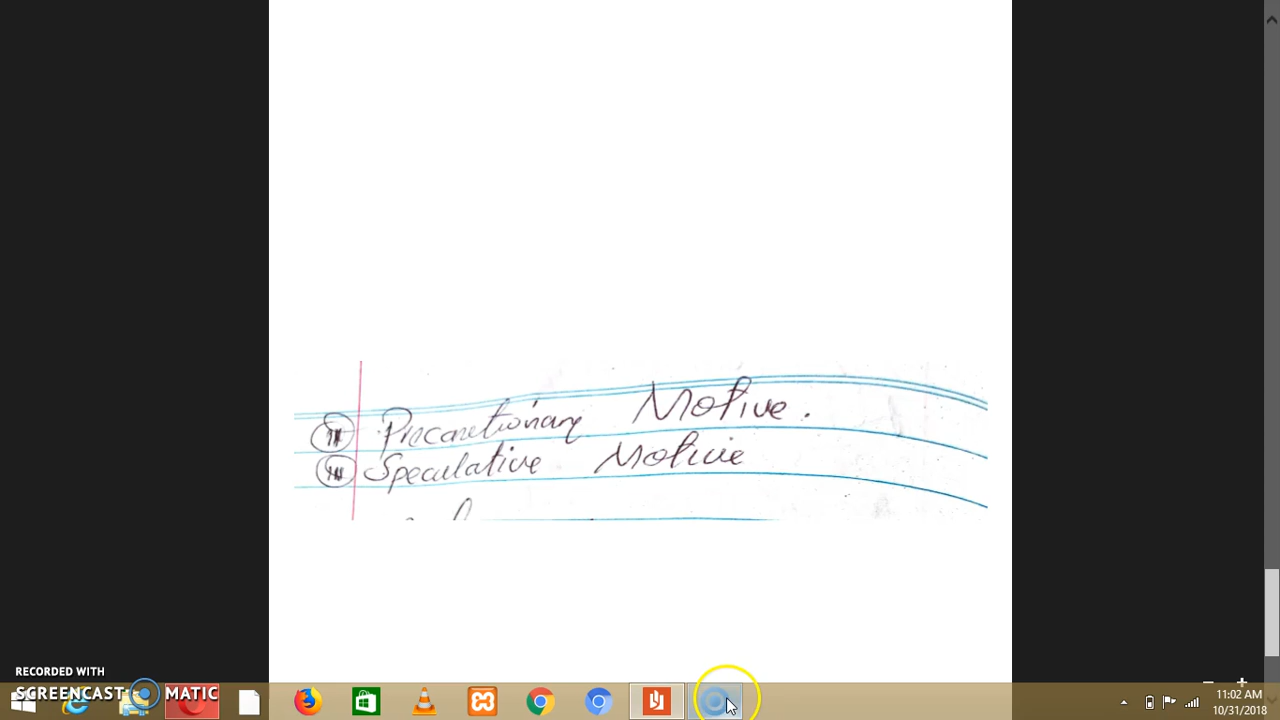 (ii) Precautionary Motive.
(iii) Speculative Motive
RECORDED WITH
SCREENCAST MATIC
11:02 AM
10/31/2018